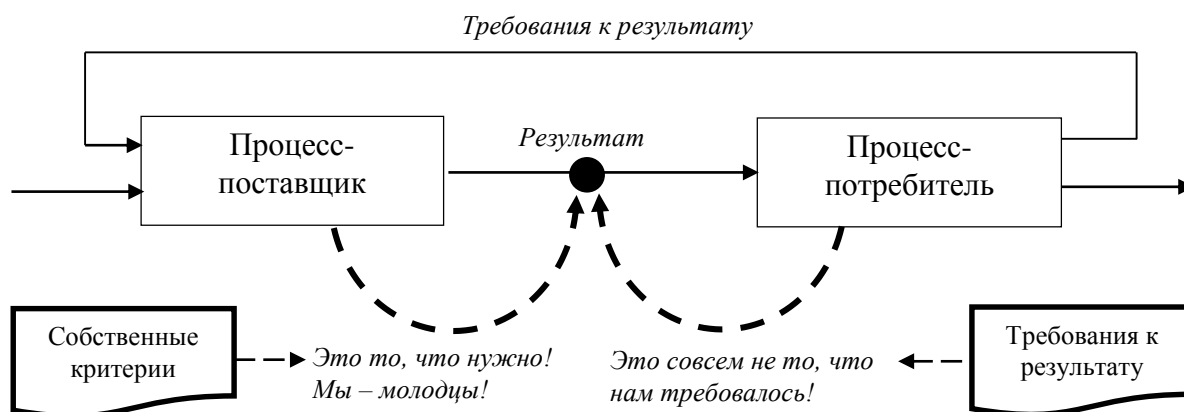 Требования к результату
Процесс-
поставщик
Результат
Процесс-
потребитель
Собственные
критерии
Это то, что нужно!
Мы – молодцы!
Это совсем не то, что
нам требовалось!
Требования к
результату